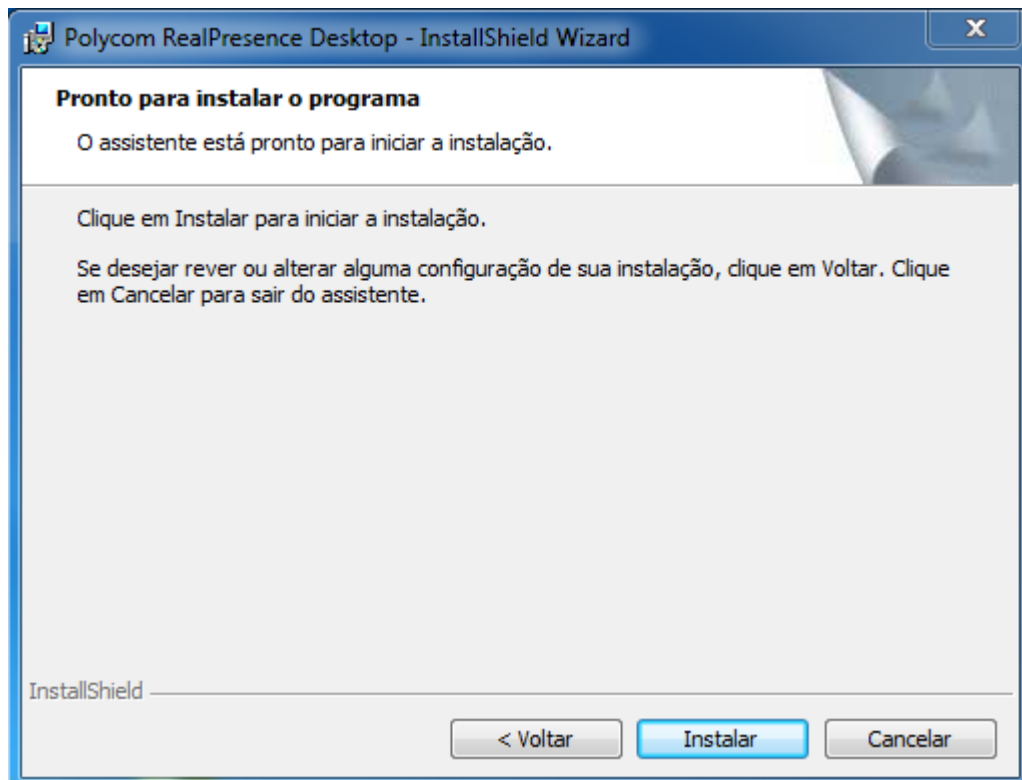 Polycom RealPresence Desktop - InstallShield Wizard
X
Pronto para instalar o programa
O assistente está pronto para iniciar a instalação.
Clique em Instalar para iniciar a instalação.
Se desejar rever ou alterar alguma configuração de sua instalação, clique em Voltar. Clique
em Cancelar para sair do assistente.
InstallShield
< Voltar Instalar Cancelar